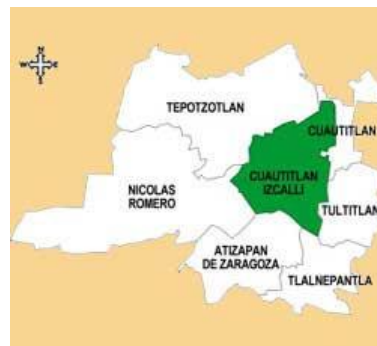 N
W E
S
TEPOTZOTLAN
CUAUTITLAN
CUAUTITLAN
IZCALLI
NICOLAS
ROMERO
TULTITLAN
ATIZAPAN
DE ZARAGOZA
TLALNEPANTLA